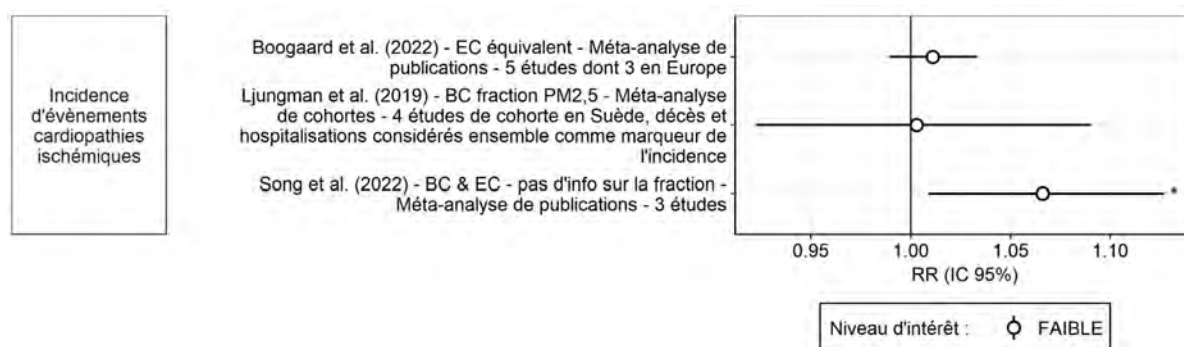 Incidence
d'évènements
cardiopathies
ischémiques
Boogaard et al. (2022) - EC équivalent - Méta-analyse de
publications - 5 études dont 3 en Europe
Ljungman et al. (2019) - BC fraction PM2,5 - Méta-analyse
de cohortes - 4 études de cohorte en Suède, décès et
hospitalisations considérés ensemble comme marqueur de
l'incidence
Song et al. (2022) - BC & EC - pas d'info sur la fraction -
Méta-analyse de publications - 3 études
*
0.95 1.00 1.05 1.10
RR (IC 95%)
Niveau d'intérêt : FAIBLE